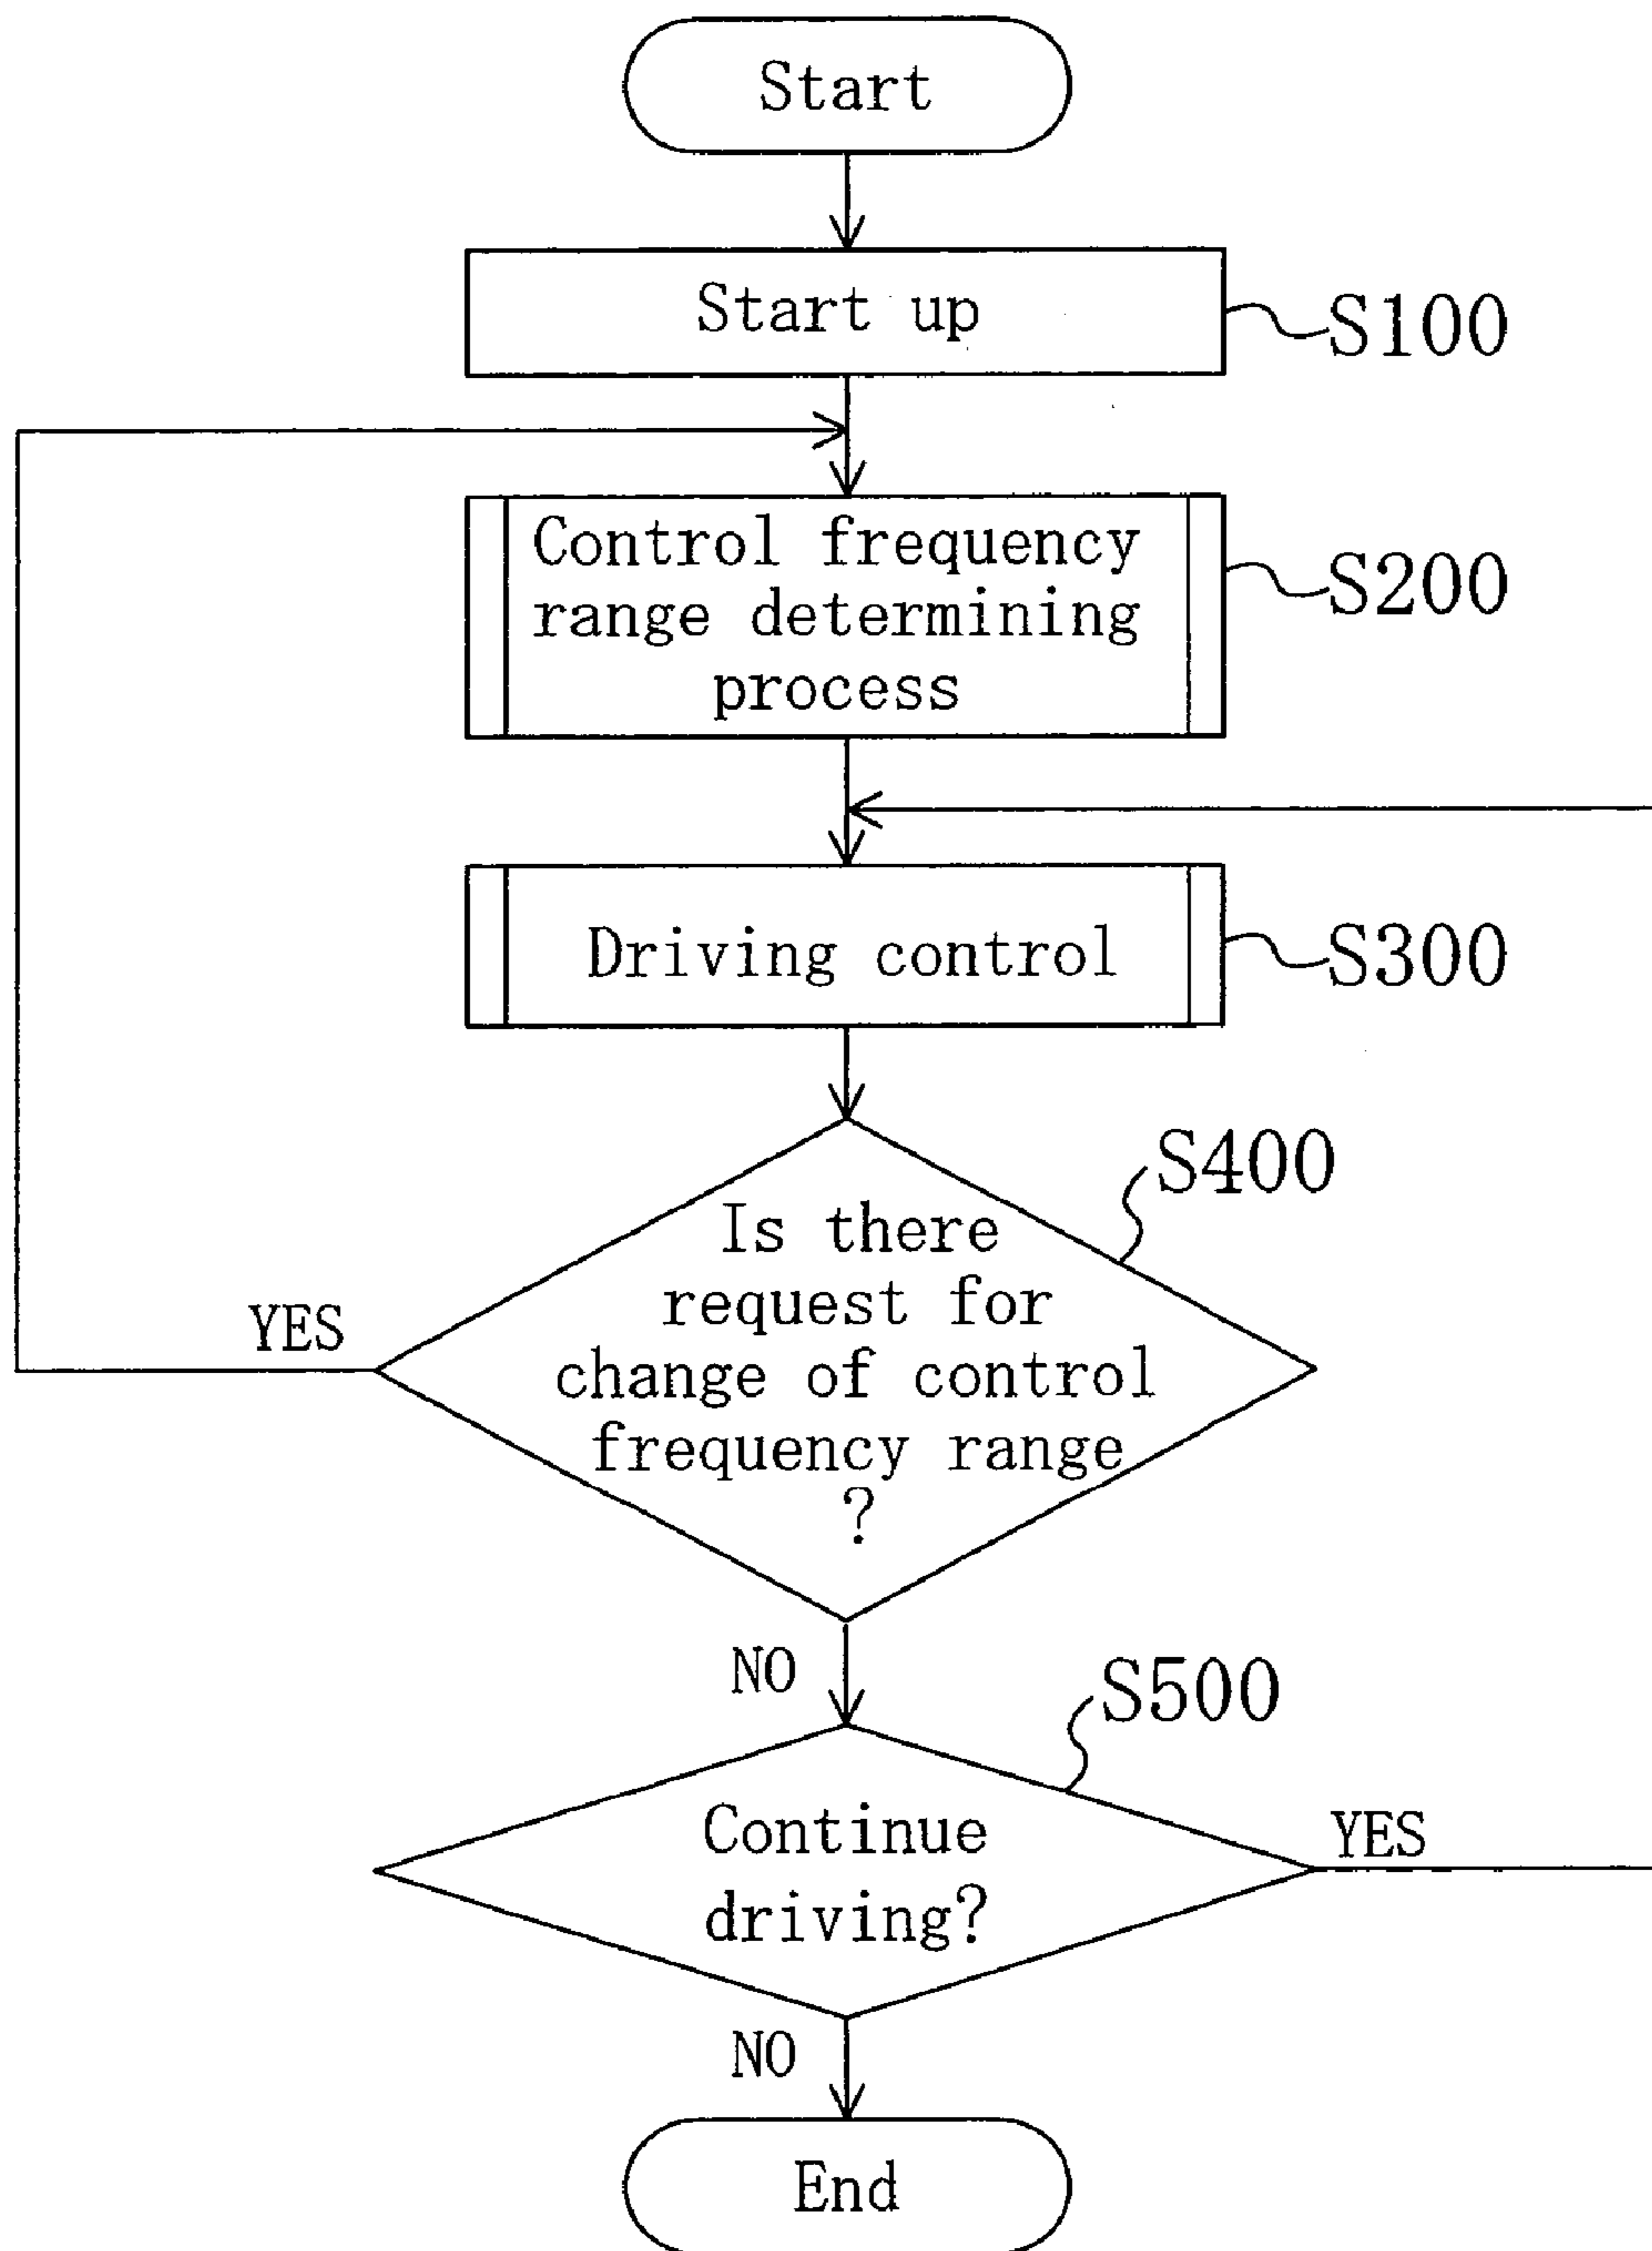 Start
Start up
S100
Control frequency
range determining
process
S200
Driving control
S300
S400
Is there
request for
change of control
frequency range
?
YES
NO
S500
Continue
driving?
YES
NO
End